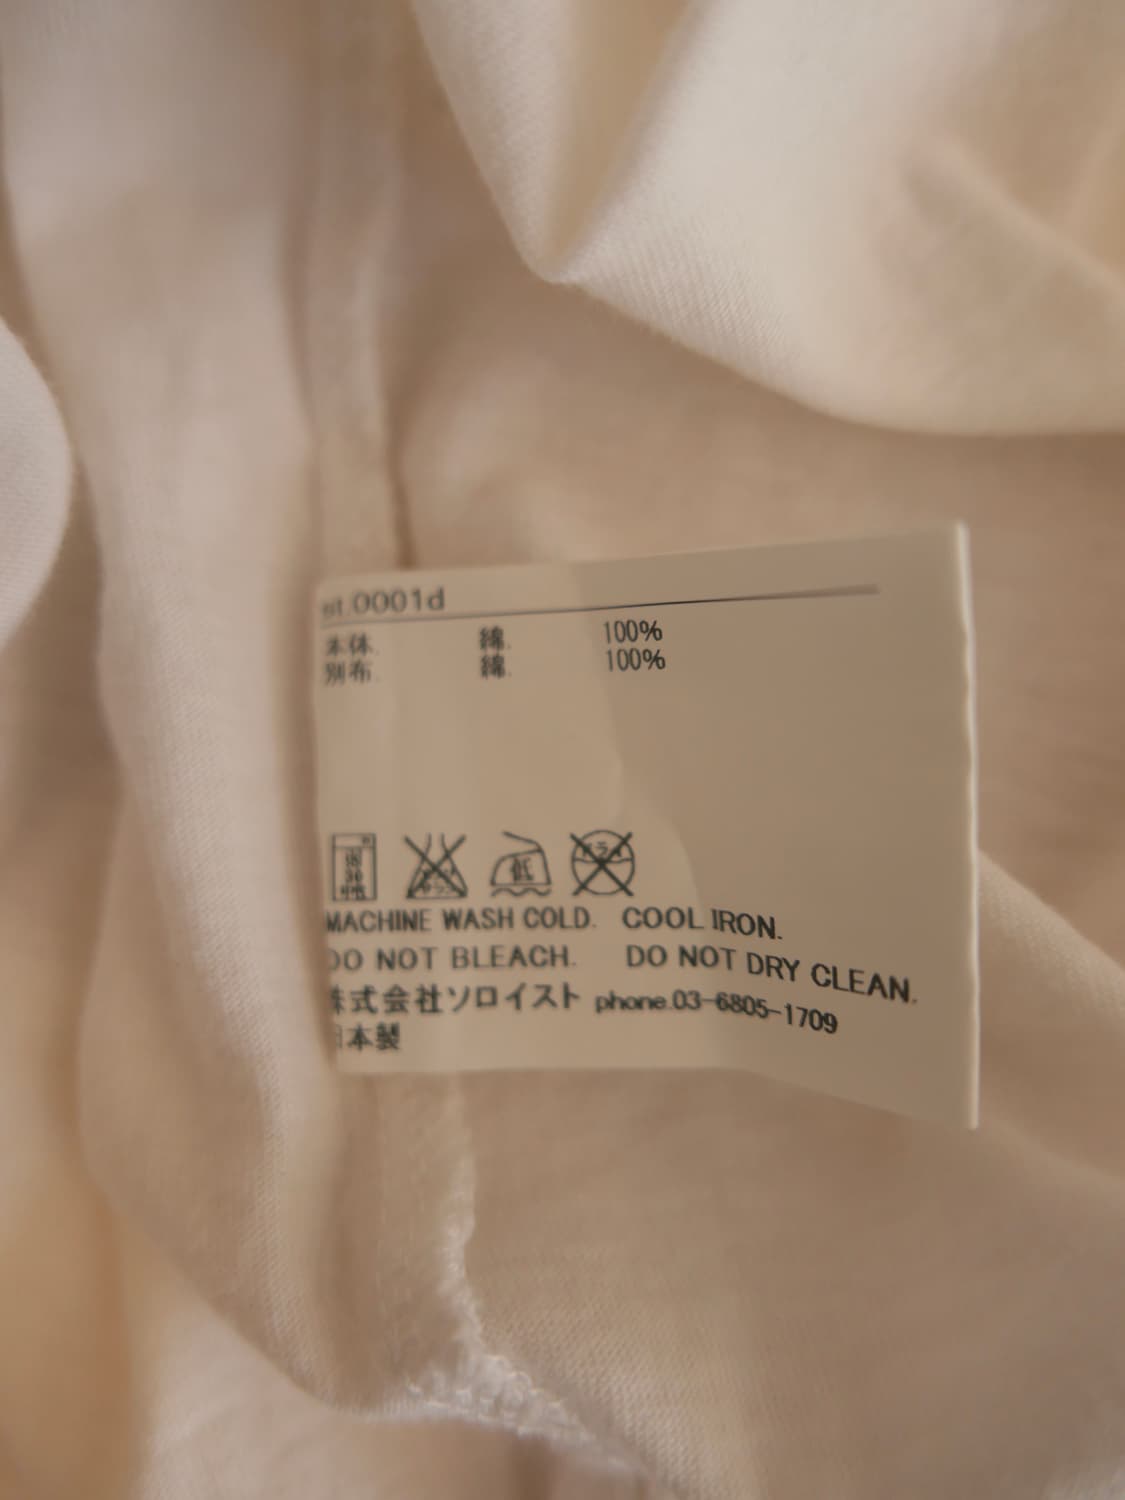 st.0001d
本体. 綿. 100%
別布. 綿. 100%
低
MACHINE WASH COLD. COOL IRON.
DO NOT BLEACH. DO NOT DRY CLEAN.
株式会社ソロイスト phone.03-6805-1709
日本製